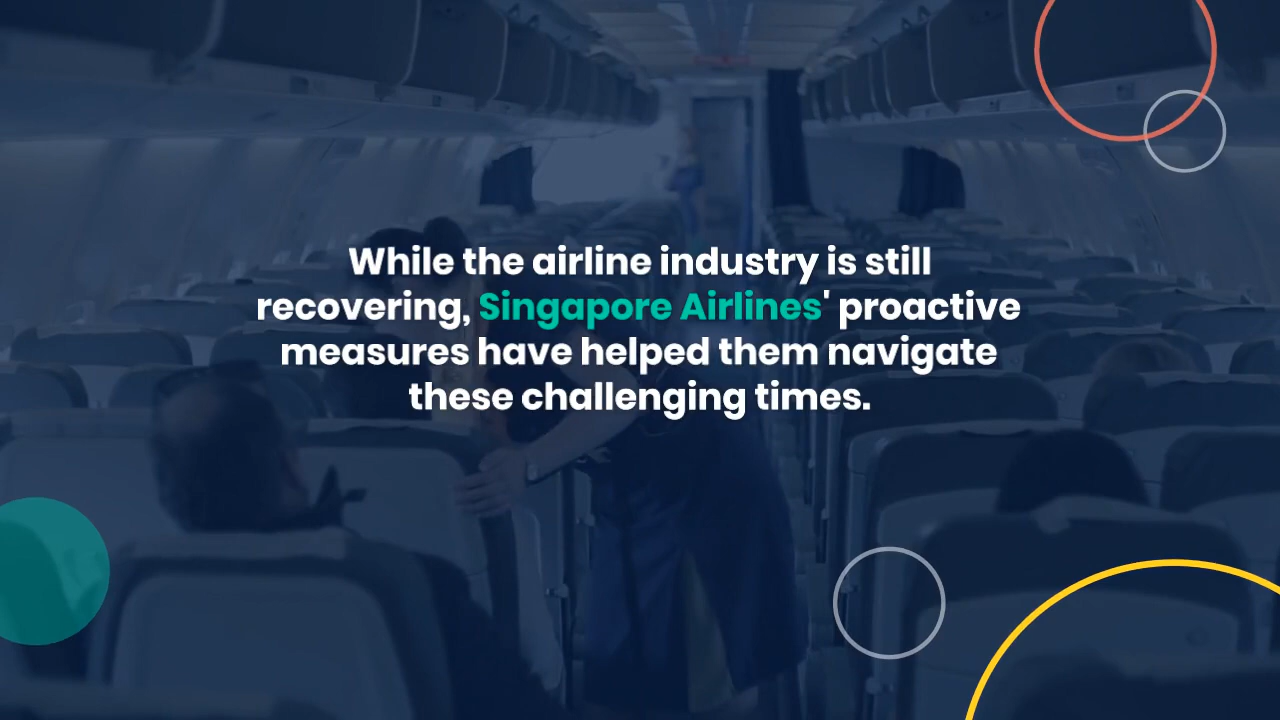 While the airline industry is still
recovering, Singapore Airlines' proactive
measures have helped them navigate
these challenging times.